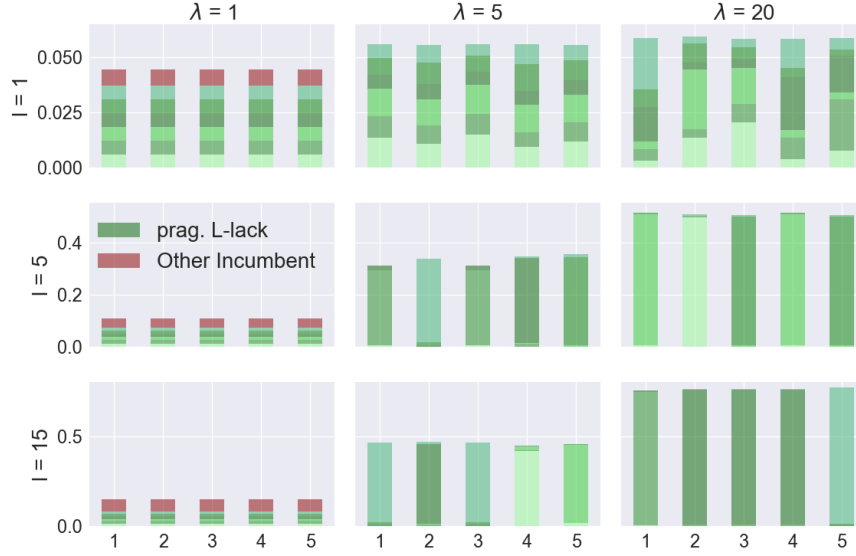 λ = 1
λ = 5
λ = 20
l = 1
0.050
0.025
0.000
l = 5
0.4
0.2
0.0
prag. L-lack
Other Incumbent
l = 15
0.5
0.0
1 2 3 4 5
1 2 3 4 5
1 2 3 4 5